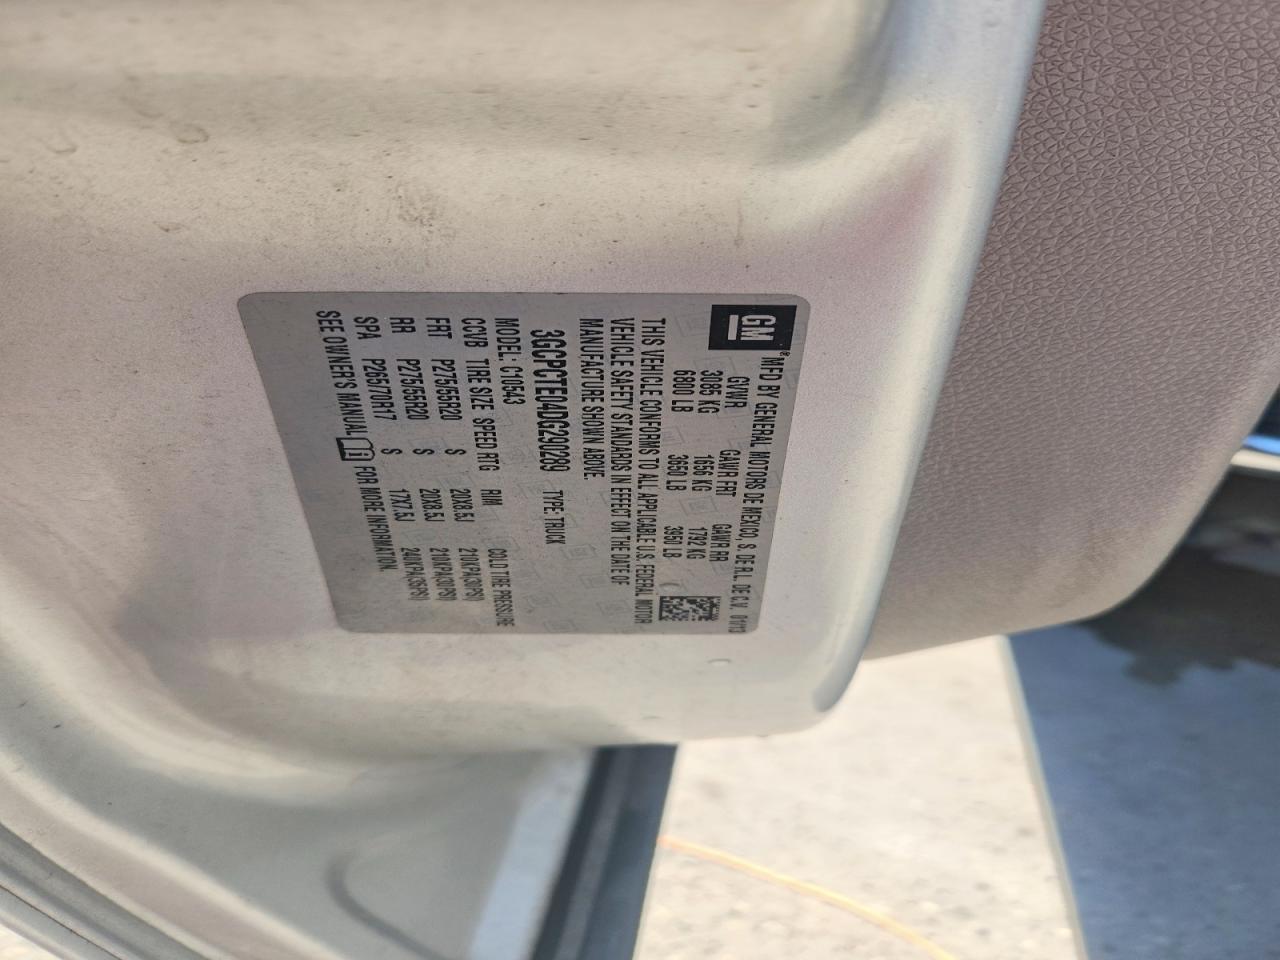 GM
® MFD BY GENERAL MOTORS DE MEXICO, S. DE R.L. DE C.V. 01/13
GVWR GAWR FRT GAWR RR
3085 KG 1656 KG 1792 KG
6800 LB 3650 LB 3950 LB
THIS VEHICLE CONFORMS TO ALL APPLICABLE U.S. FEDERAL MOTOR
VEHICLE SAFETY STANDARDS IN EFFECT ON THE DATE OF
MANUFACTURE SHOWN ABOVE.
3GCPCTE04DG290289 TYPE: TRUCK
MODEL: C10543
CCVB TIRE SIZE SPEED RTG RIM COLD TIRE PRESSURE
FRT P275/55R20 S 20X8.5J 210KPA(30PSI)
RR P275/55R20 S 20X8.5J 210KPA(30PSI)
SPA P265/70R17 S 17X7.5J 240KPA(35PSI)
SEE OWNER'S MANUAL FOR MORE INFORMATION